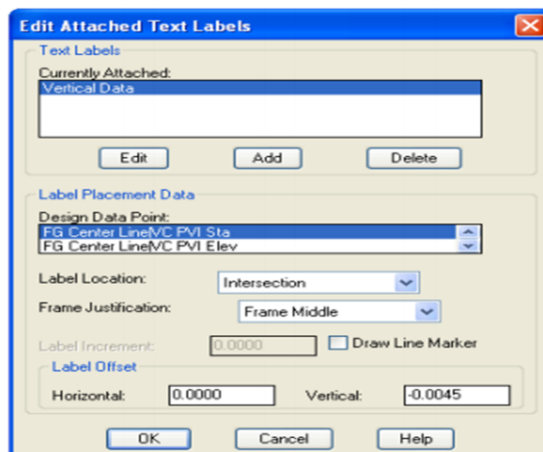 Edit Attached Text Labels
Text Labels
Currently Attached:
Vertical Data
Edit Add Delete
Label Placement Data
Design Data Point:
FG Center Line|VC PVI Sta
FG Center Line|VC PVI Elev
Label Location: Intersection
Frame Justification: Frame Middle
Label Increment: 0.0000 Draw Line Marker
Label Offset
Horizontal: 0.0000 Vertical: -0.0045
OK Cancel Help